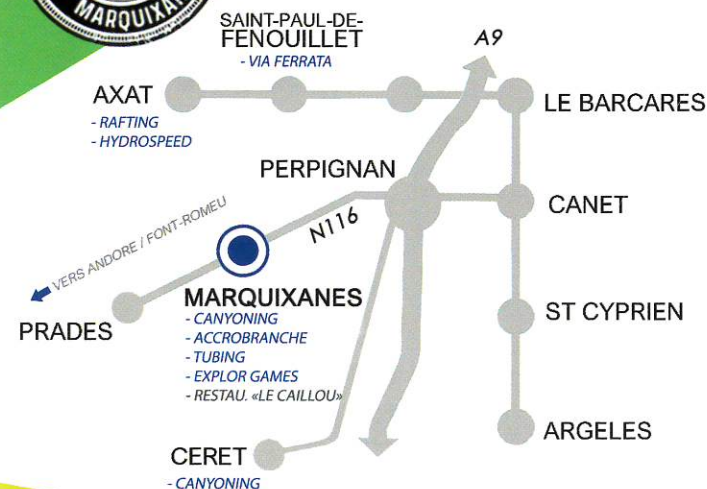 MARQUIXAN
SAINT-PAUL-DE-
FENOUILLET
- VIA FERRATA
A9
AXAT
- RAFTING
- HYDROSPEED
LE BARCARES
PERPIGNAN
CANET
N116
VERS ANDORE / FONT-ROMEU
MARQUIXANES
- CANYONING
- ACCROBRANCHE
- TUBING
- EXPLOR GAMES
- RESTAU. «LE CAILLOU»
PRADES
ST CYPRIEN
ARGELES
CERET
- CANYONING